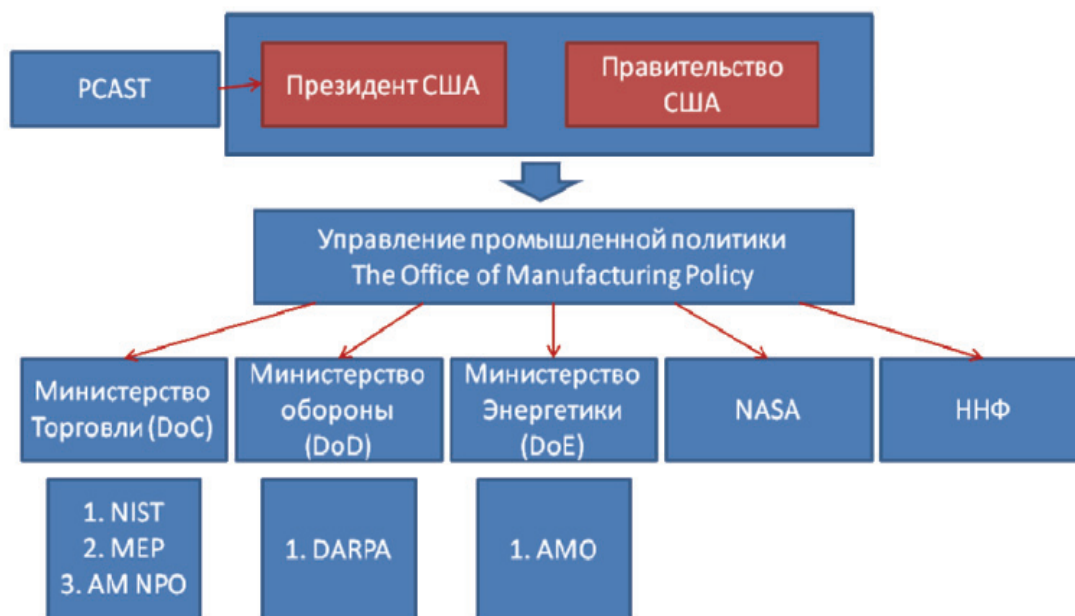 PCAST
Президент США
Правительство
США
Управление промышленной политики
The Office of Manufacturing Policy
Министерство
Торговли (DoC)
Министерство
обороны
(DoD)
Министерство
Энергетики
(DoE)
NASA
ННФ
1. NIST
2. MEP
3. AM NPO
1. DARPA
1. AMO